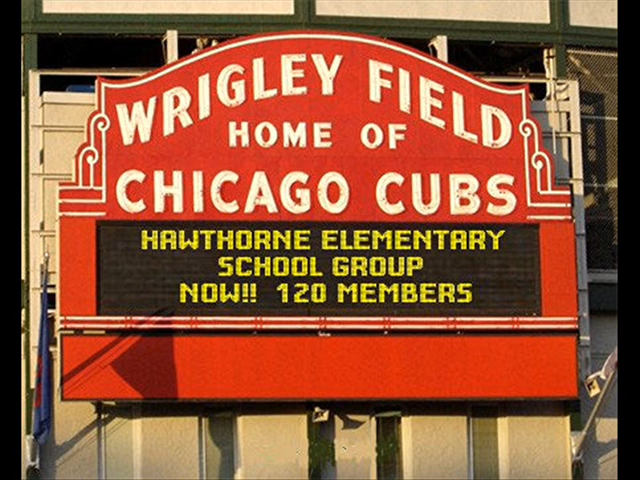 WRIGLEY FIELD
HOME OF
CHICAGO CUBS
HAWTHORNE ELEMENTARY
SCHOOL GROUP
NOW!! 120 MEMBERS